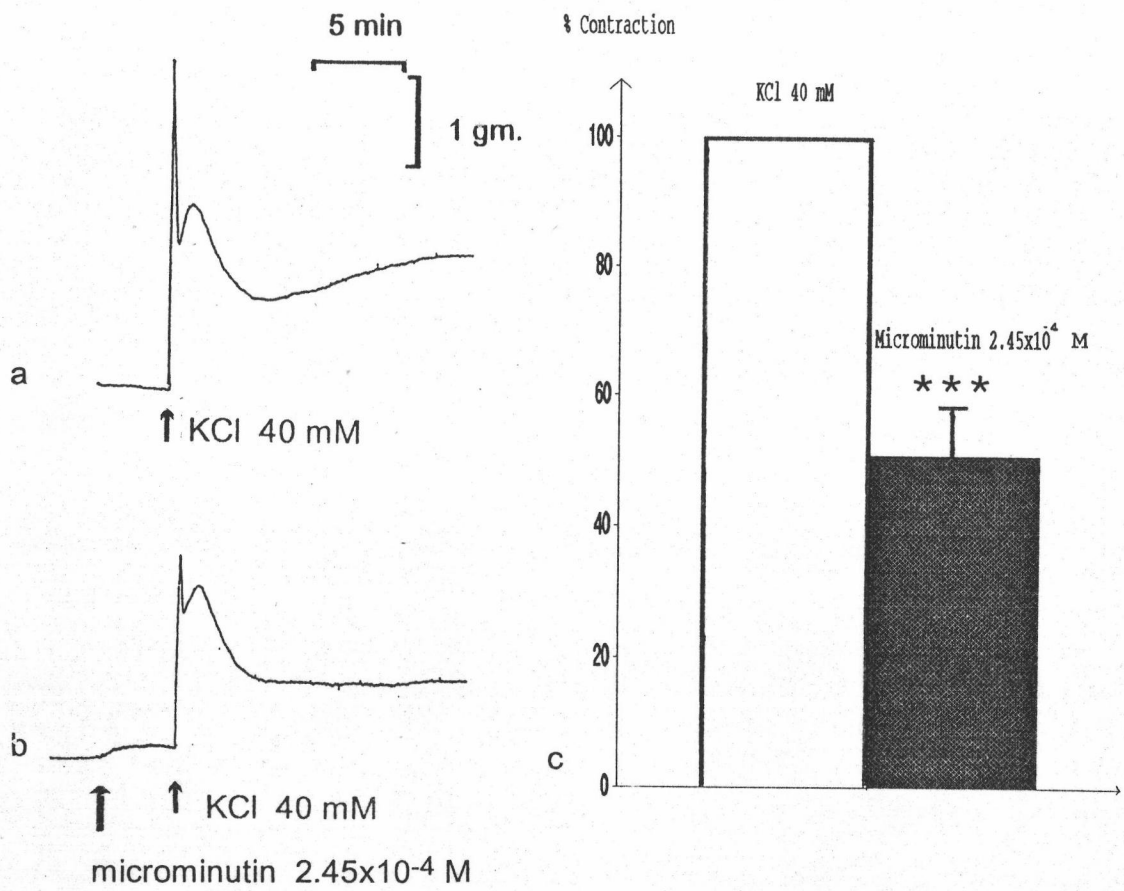 5 min
1 gm.
a
↑ KCl 40 mM
b
↑ KCl 40 mM
↑
microminutin 2.45x10⁻⁴ M
% Contraction
KCl 40 mM
100
80
Microminutin 2.45x10⁻⁴ M
***
60
40
20
c
0